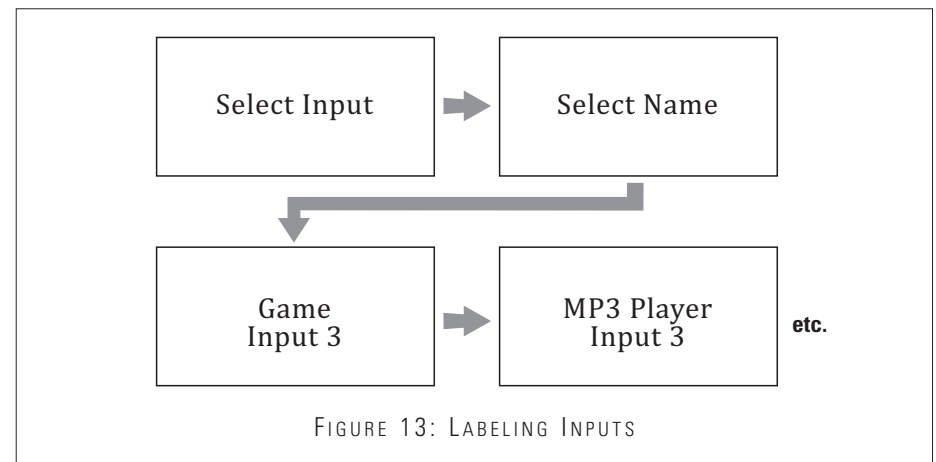 Select Input
Select Name
Game
Input 3
MP3 Player
Input 3
etc.
FIGURE 13: LABELING INPUTS